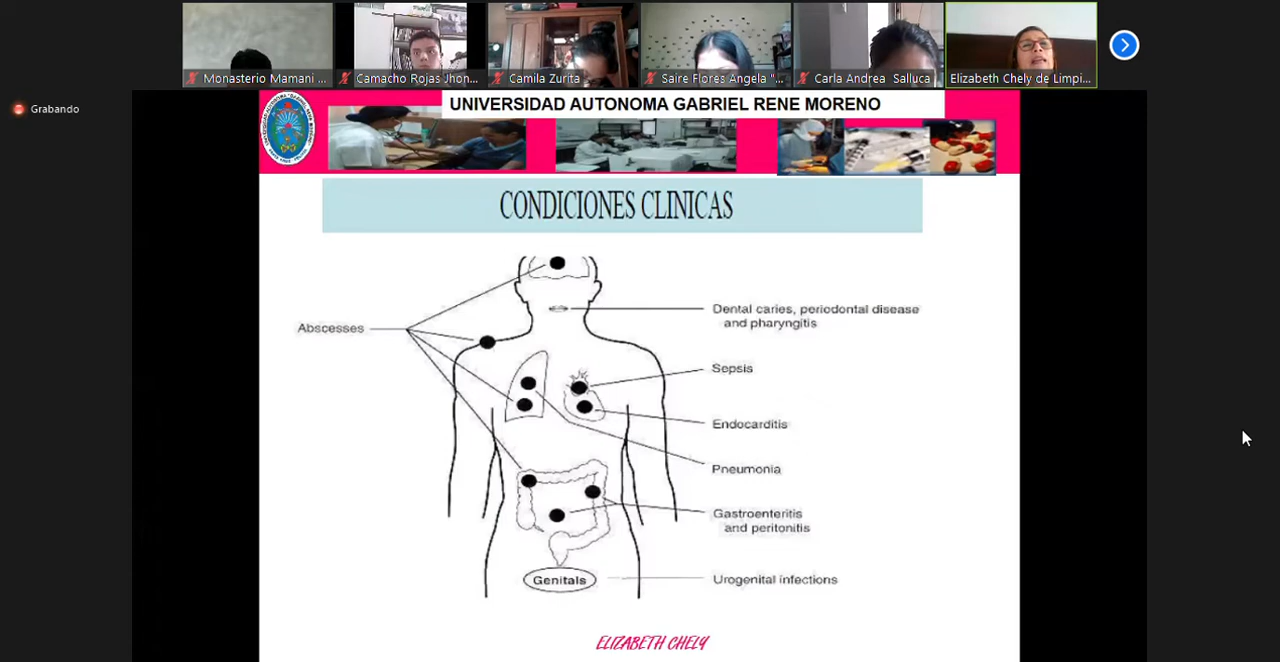 Monasterio Mamani ...
Camacho Rojas Jhon...
Camila Zurita
Saire Flores Angela "...
Carla Andrea Salluca
Elizabeth Chely de Limpi...
Grabando
UNIVERSIDAD AUTONOMA GABRIEL RENE MORENO
CONDICIONES CLINICAS
Dental caries, periodontal disease
and pharyngitis
Abscesses
Sepsis
Endocarditis
Pneumonia
Gastroenteritis
and peritonitis
Genitals
Urogenital infections
ELIZABETH CHELY